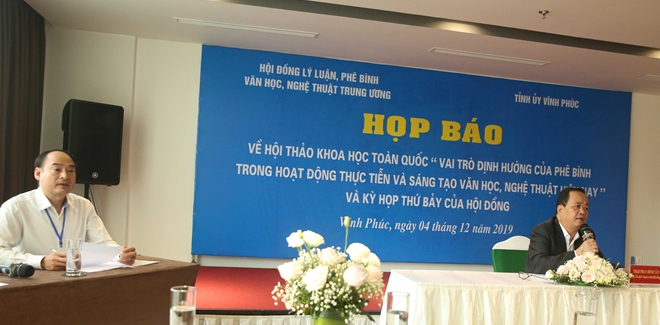 HỘI ĐỒNG LÝ LUẬN, PHÊ BÌNH
VĂN HỌC, NGHỆ THUẬT TRUNG ƯƠNG
TỈNH ỦY VĨNH PHÚC
HỌP BÁO
VỀ HỘI THẢO KHOA HỌC TOÀN QUỐC " VAI TRÒ ĐỊNH HƯỚNG CỦA PHÊ BÌNH
TRONG HOẠT ĐỘNG THỰC TIỄN VÀ SÁNG TẠO VĂN HỌC, NGHỆ THUẬT HIỆN NAY "
VÀ KỲ HỌP THỨ BẢY CỦA HỘI ĐỒNG
Vĩnh Phúc, ngày 04 tháng 12 năm 2019